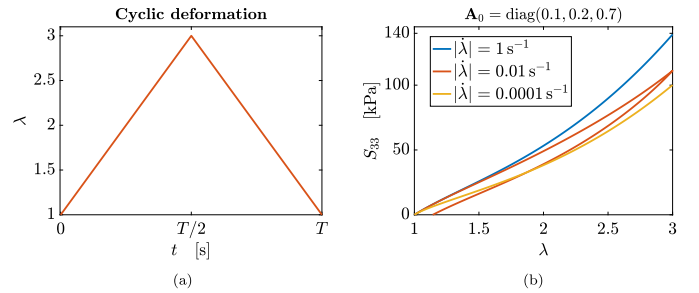 Cyclic deformation
3
2.5
2
1.5
1
λ
0
T/2
T
t [s]
(a)
𝐀₀ = diag(0.1, 0.2, 0.7)
140
100
50
0
S₃₃ [kPa]
|λ̇| = 1 s⁻¹
|λ̇| = 0.01 s⁻¹
|λ̇| = 0.0001 s⁻¹
1
1.5
2
2.5
3
λ
(b)